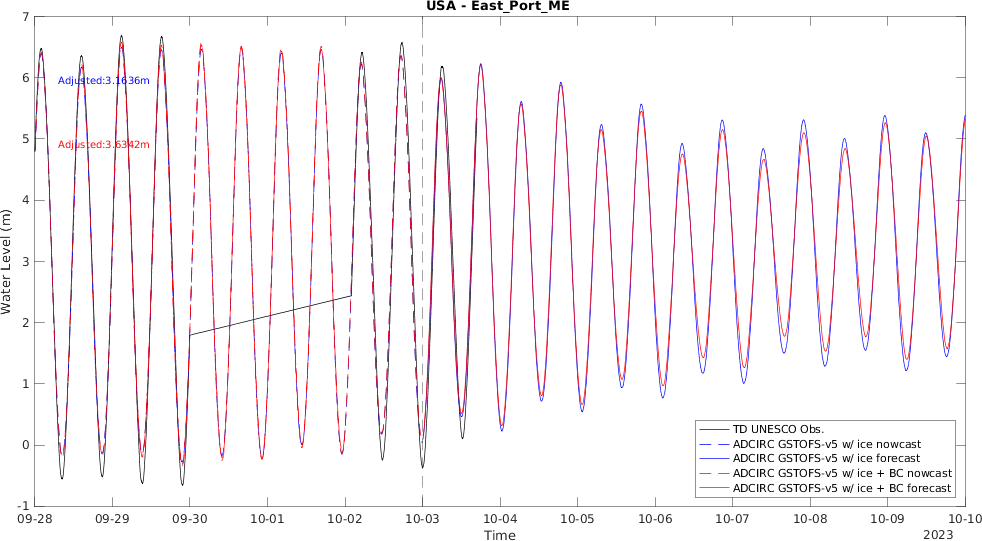 USA - East_Port_ME
7
6
5
4
3
2
1
0
-1
Water Level (m)
Adjusted:3.1636m
Adjusted:3.6342m
TD UNESCO Obs.
ADCIRC GSTOFS-v5 w/ ice nowcast
ADCIRC GSTOFS-v5 w/ ice forecast
ADCIRC GSTOFS-v5 w/ ice + BC nowcast
ADCIRC GSTOFS-v5 w/ ice + BC forecast
09-28 09-29 09-30 10-01 10-02 10-03 10-04 10-05 10-06 10-07 10-08 10-09 10-10
Time
2023